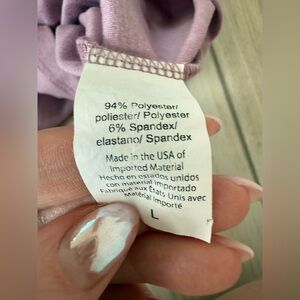 94% Polyester/
poliester/ Polyester
6% Spandex/
elastano/ Spandex
Made in the USA of
Imported Material
Hecho en estados unidos
con material importado
Fabriqué aux États Unis avec
Matérial Importé
L